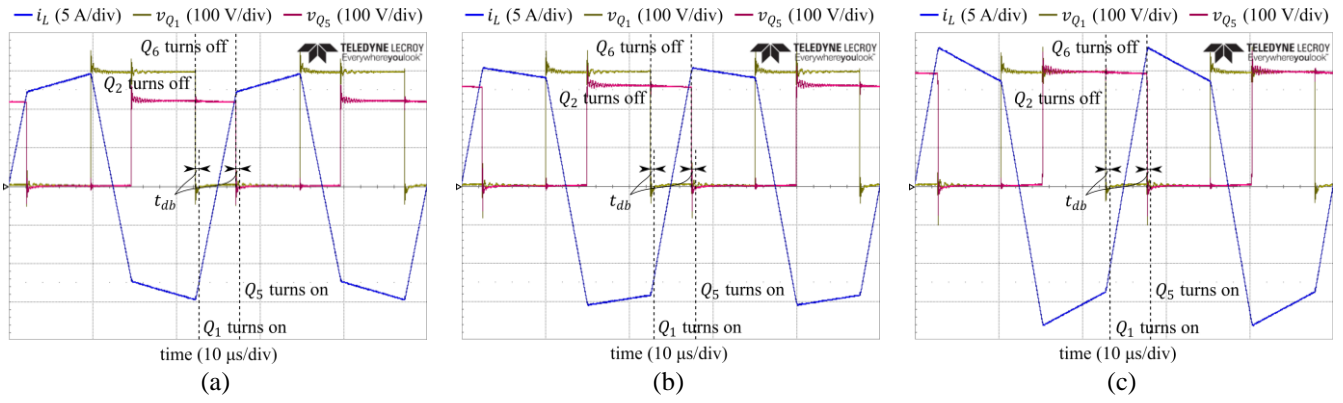 i_L (5 A/div) v_Q1 (100 V/div) v_Q5 (100 V/div)
Q6 turns off
TELEDYNE LECROY
Everywhereyoulook™
Q2 turns off
t_db
Q5 turns on
Q1 turns on
time (10 µs/div)
(a)
i_L (5 A/div) v_Q1 (100 V/div) v_Q5 (100 V/div)
Q6 turns off
TELEDYNE LECROY
Everywhereyoulook™
Q2 turns off
t_db
Q5 turns on
Q1 turns on
time (10 µs/div)
(b)
i_L (5 A/div) v_Q1 (100 V/div) v_Q5 (100 V/div)
Q6 turns off
TELEDYNE LECROY
Everywhereyoulook™
Q2 turns off
t_db
Q5 turns on
Q1 turns on
time (10 µs/div)
(c)